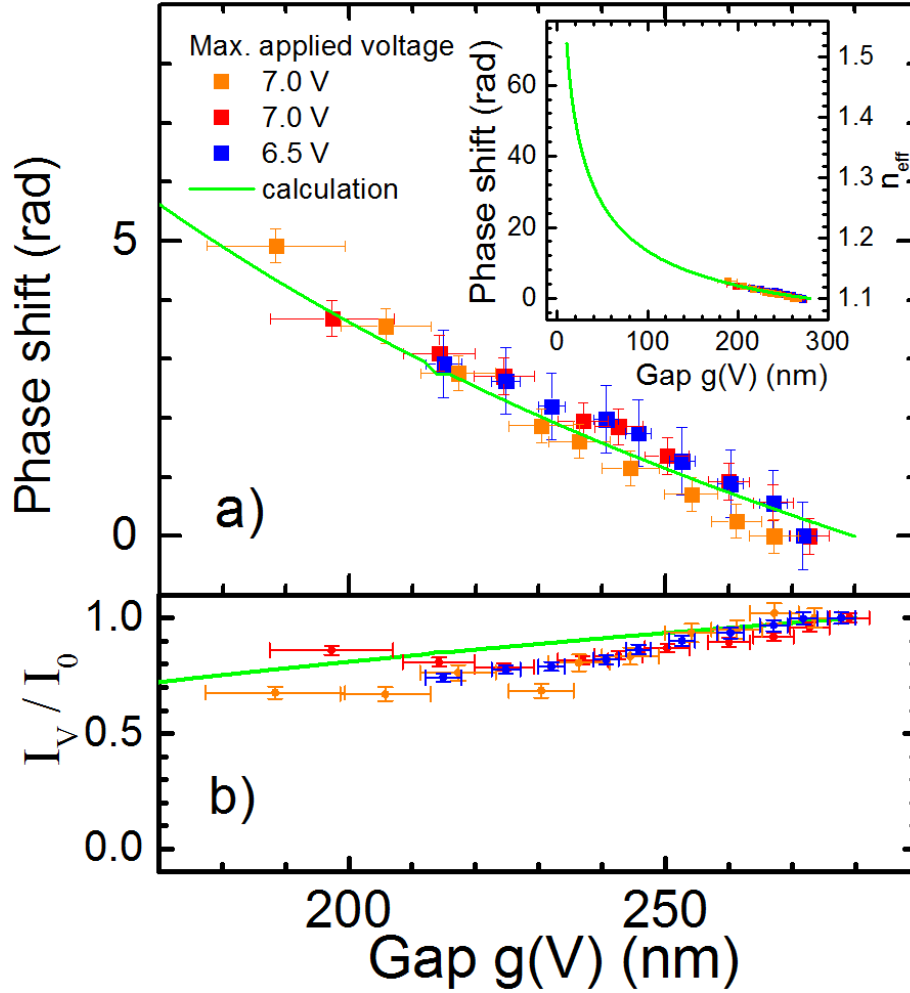 Max. applied voltage
7.0 V
7.0 V
6.5 V
calculation
Phase shift (rad)
5
0
a)
Phase shift (rad)
60
40
20
0
n_eff
1.5
1.4
1.3
1.2
1.1
0 100 200 300
Gap g(V) (nm)
I_V / I_0
1.0
0.5
0.0
b)
200 250
Gap g(V) (nm)